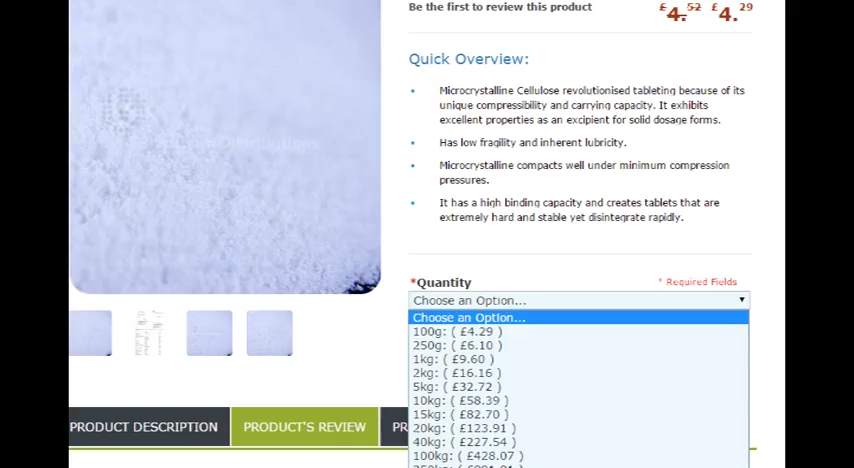 Be the first to review this product
£4.52 £4.29
Quick Overview:
Microcrystalline Cellulose revolutionised tableting because of its
unique compressibility and carrying capacity. It exhibits
excellent properties as an excipient for solid dosage forms.
Has low fragility and inherent lubricity.
Microcrystalline compacts well under minimum compression
pressures.
It has a high binding capacity and creates tablets that are
extremely hard and stable yet disintegrate rapidly.
*Quantity
* Required Fields
Choose an Option...
Choose an Option...
100g: ( £4.29 )
250g: ( £6.10 )
1kg: ( £9.60 )
2kg: ( £16.16 )
5kg: ( £32.72 )
10kg: ( £58.39 )
15kg: ( £82.70 )
20kg: ( £123.91 )
40kg: ( £227.54 )
100kg: ( £428.07 )
PRODUCT DESCRIPTION
PRODUCT'S REVIEW
PR